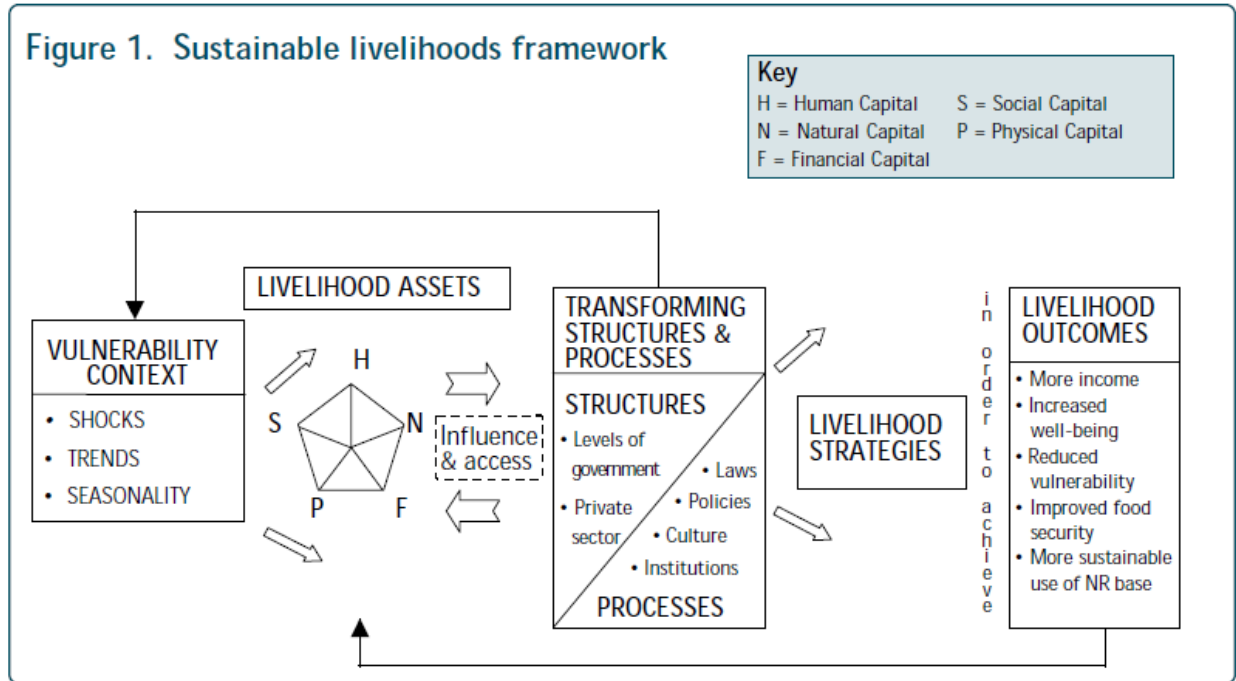 Figure 1. Sustainable livelihoods framework
Key
H = Human Capital S = Social Capital
N = Natural Capital P = Physical Capital
F = Financial Capital
LIVELIHOOD ASSETS
VULNERABILITY
CONTEXT
• SHOCKS
• TRENDS
• SEASONALITY
H
S
N
P
F
Influence
& access
TRANSFORMING
STRUCTURES &
PROCESSES
STRUCTURES
• Levels of
government
• Private
sector
• Laws
• Policies
• Culture
• Institutions
PROCESSES
LIVELIHOOD
STRATEGIES
in order to achieve
LIVELIHOOD
OUTCOMES
• More income
• Increased
well-being
• Reduced
vulnerability
• Improved food
security
• More sustainable
use of NR base